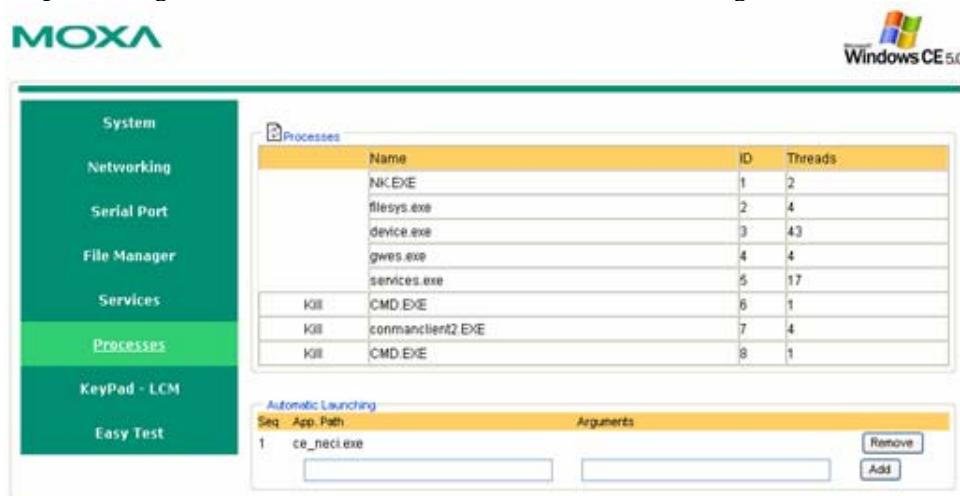 MOXA
Microsoft
Windows CE 5.0
System
Networking
Serial Port
File Manager
Services
Processes
KeyPad - LCM
Easy Test
Processes
Name ID Threads
NK.EXE 1 2
filesys.exe 2 4
device.exe 3 43
gwes.exe 4 4
services.exe 5 17
Kill CMD.EXE 6 1
Kill conmanclient2.EXE 7 4
Kill CMD.EXE 8 1
Automatic Launching
Seq App. Path Arguments
1 ce_neci.exe Remove
Add